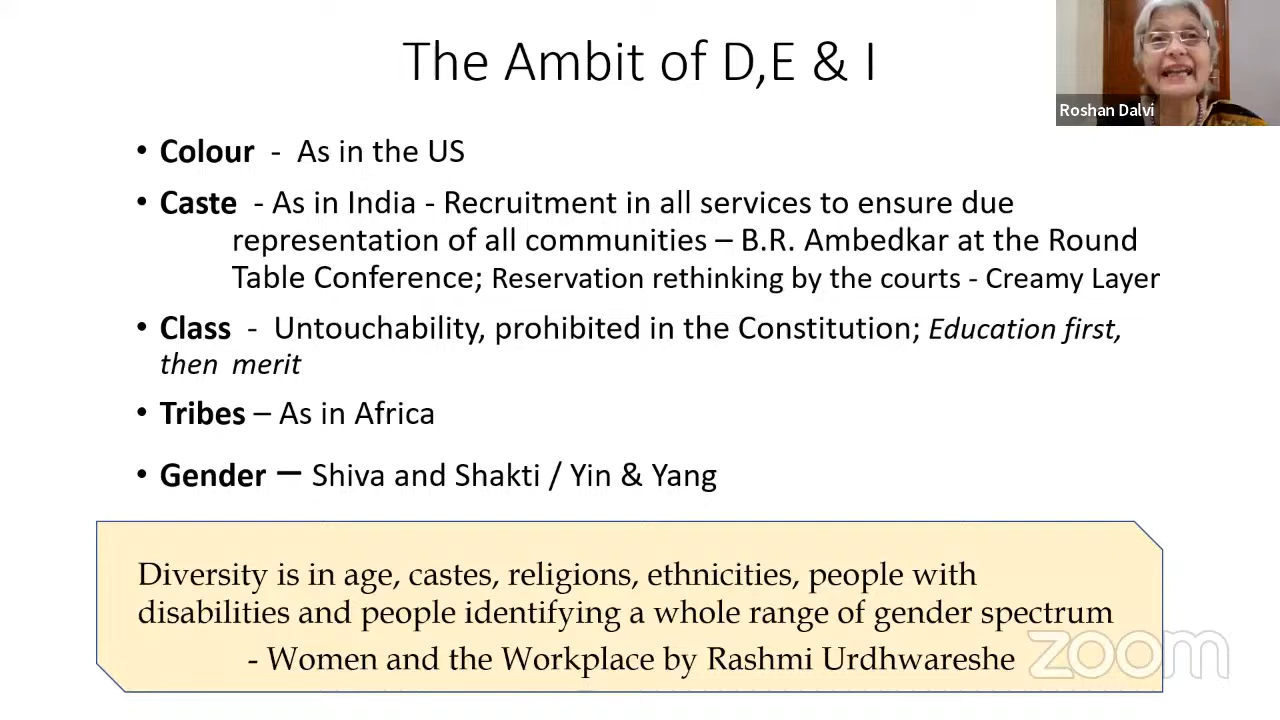 The Ambit of D,E & I
Roshan Dalvi
• Colour - As in the US
• Caste - As in India - Recruitment in all services to ensure due
representation of all communities – B.R. Ambedkar at the Round
Table Conference; Reservation rethinking by the courts - Creamy Layer
• Class - Untouchability, prohibited in the Constitution; Education first,
then merit
• Tribes – As in Africa
• Gender – Shiva and Shakti / Yin & Yang
Diversity is in age, castes, religions, ethnicities, people with
disabilities and people identifying a whole range of gender spectrum
- Women and the Workplace by Rashmi Urdhwareshe
zoom